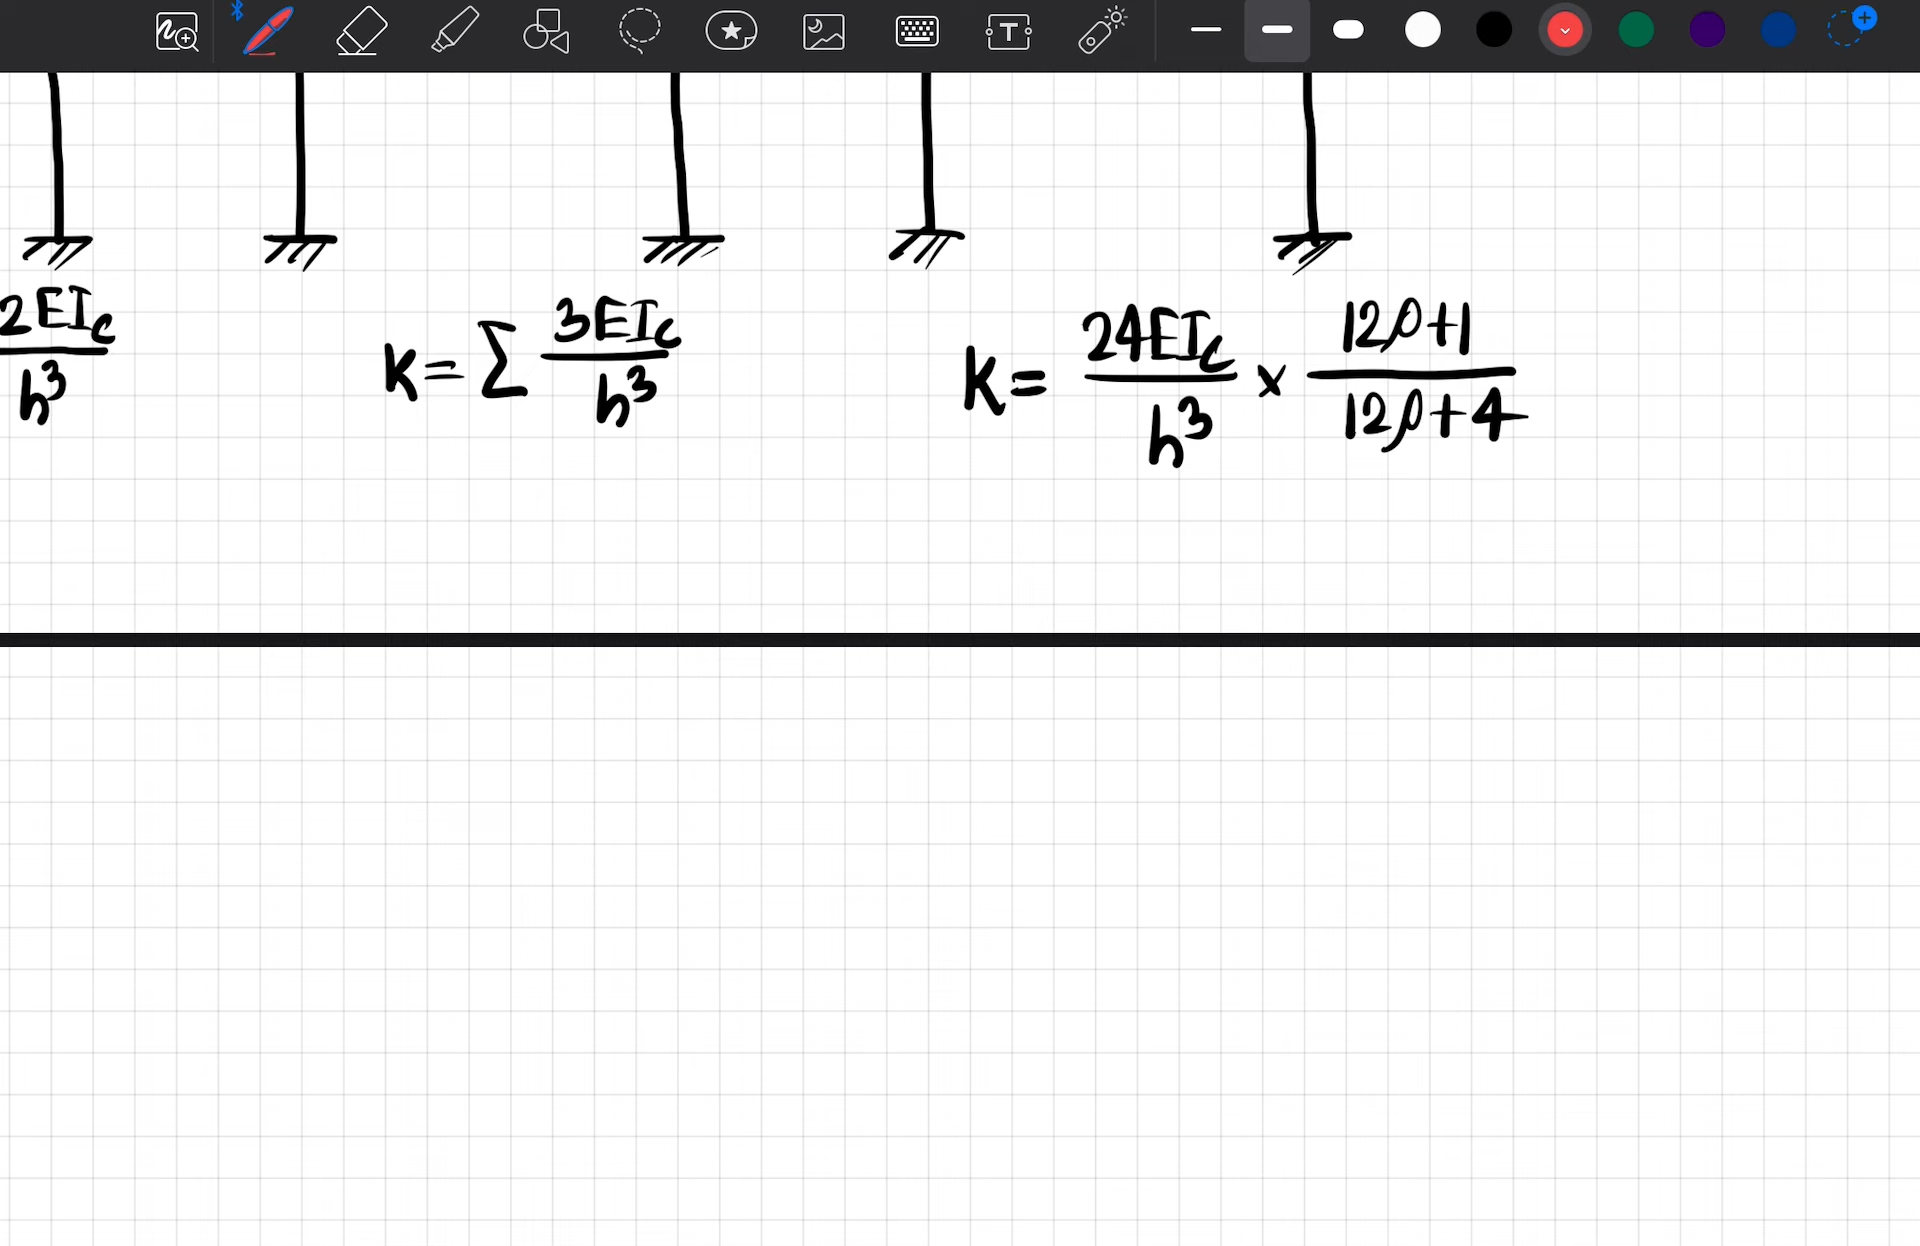 2EIc / h³
K = Σ 3EIc / h³
K = 24EIc / h³ × 12ρ+1 / 12ρ+4